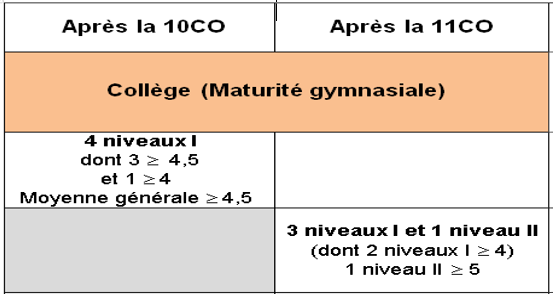 Après la 10CO
Après la 11CO
Collège (Maturité gymnasiale)
4 niveaux I
dont 3 ≥ 4,5
et 1 ≥4
Moyenne générale ≥4,5
3 niveaux I et 1 niveau II
(dont 2 niveaux I ≥ 4)
1 niveau II ≥ 5